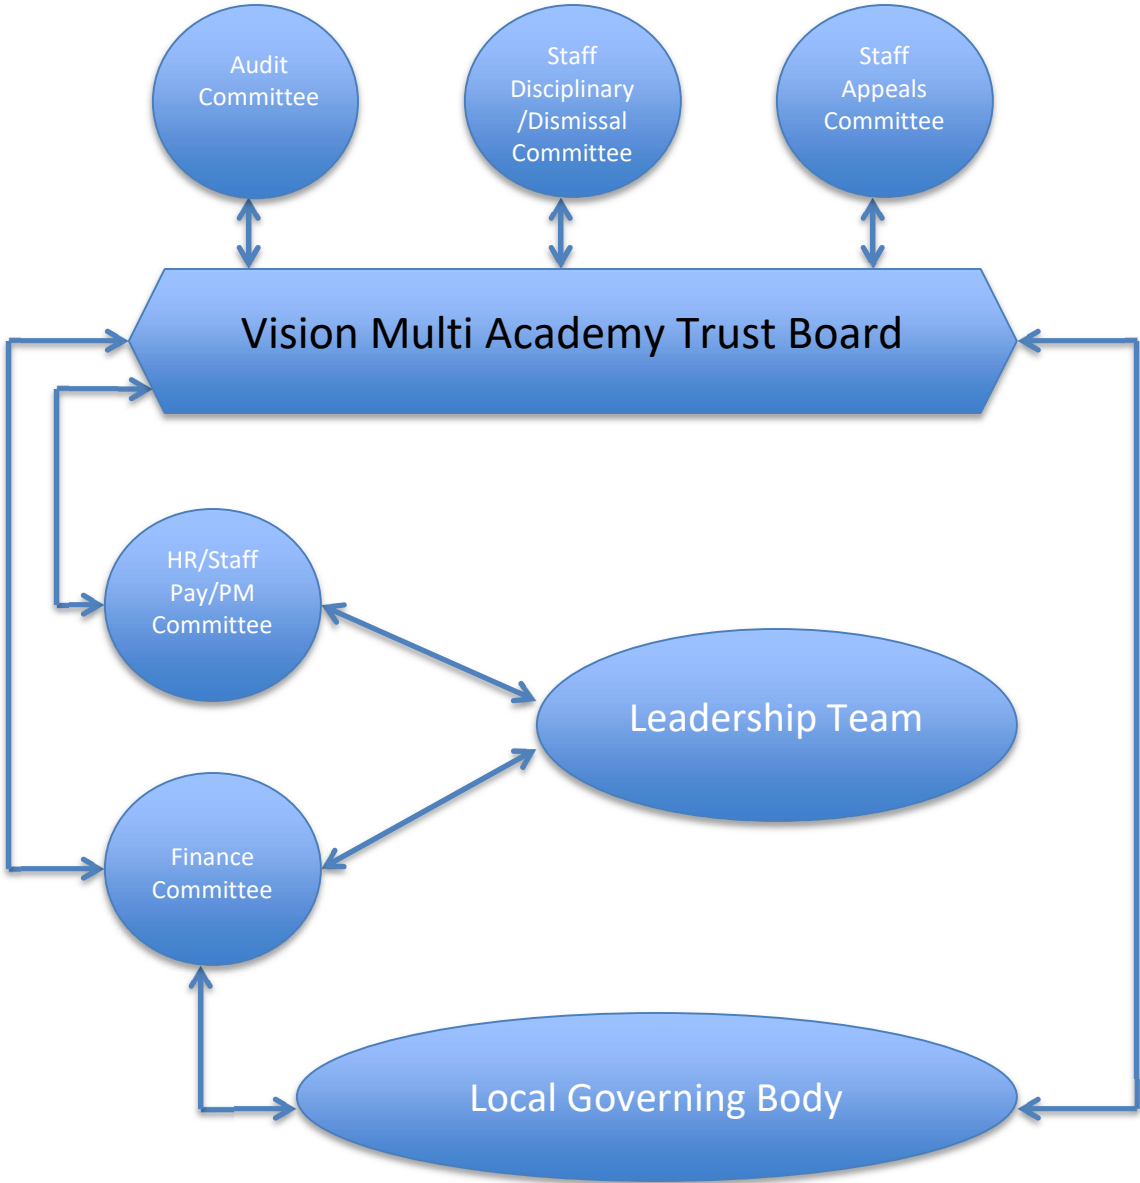 Audit
Committee
Staff
Disciplinary
/Dismissal
Committee
Staff
Appeals
Committee
Vision Multi Academy Trust Board
HR/Staff
Pay/PM
Committee
Leadership Team
Finance
Committee
Local Governing Body